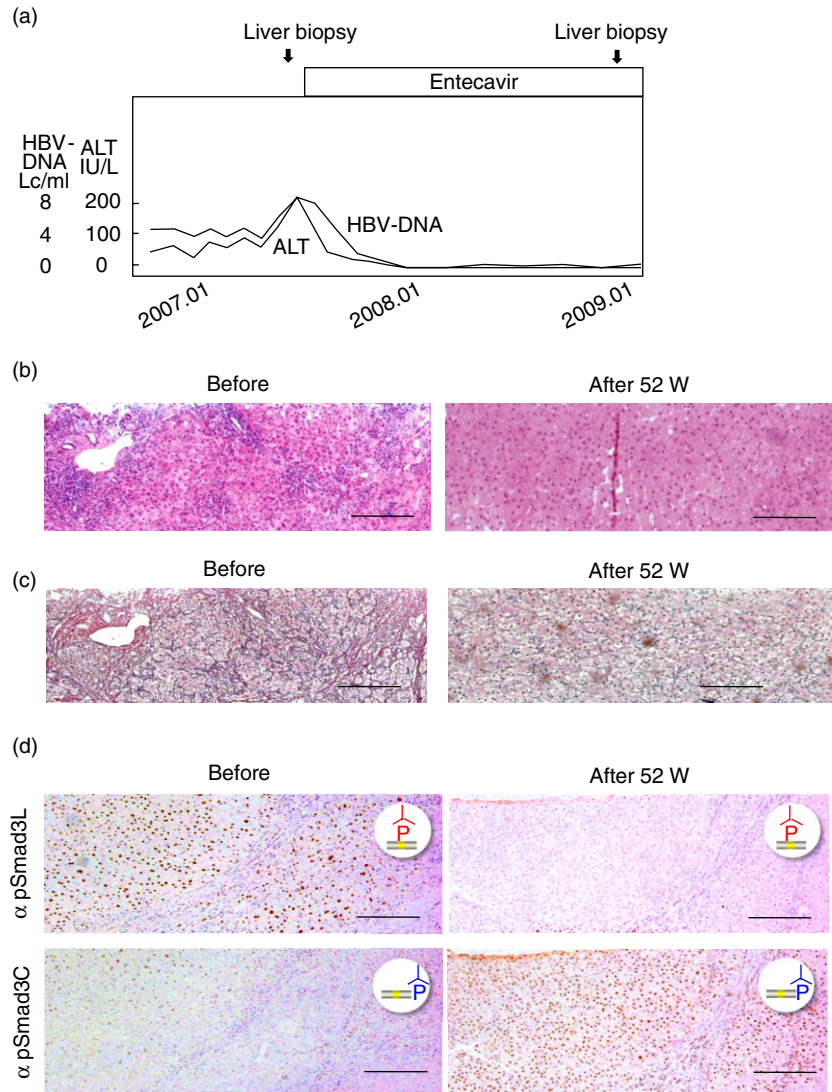 (a)
Liver biopsy
Liver biopsy
Entecavir
HBV-
DNA
Lc/ml
ALT
IU/L
8
200
4
100
0
0
HBV-DNA
ALT
2007.01
2008.01
2009.01
(b)
Before
After 52 W
(c)
Before
After 52 W
(d)
Before
After 52 W
α pSmad3L
P
P
α pSmad3C
P
P